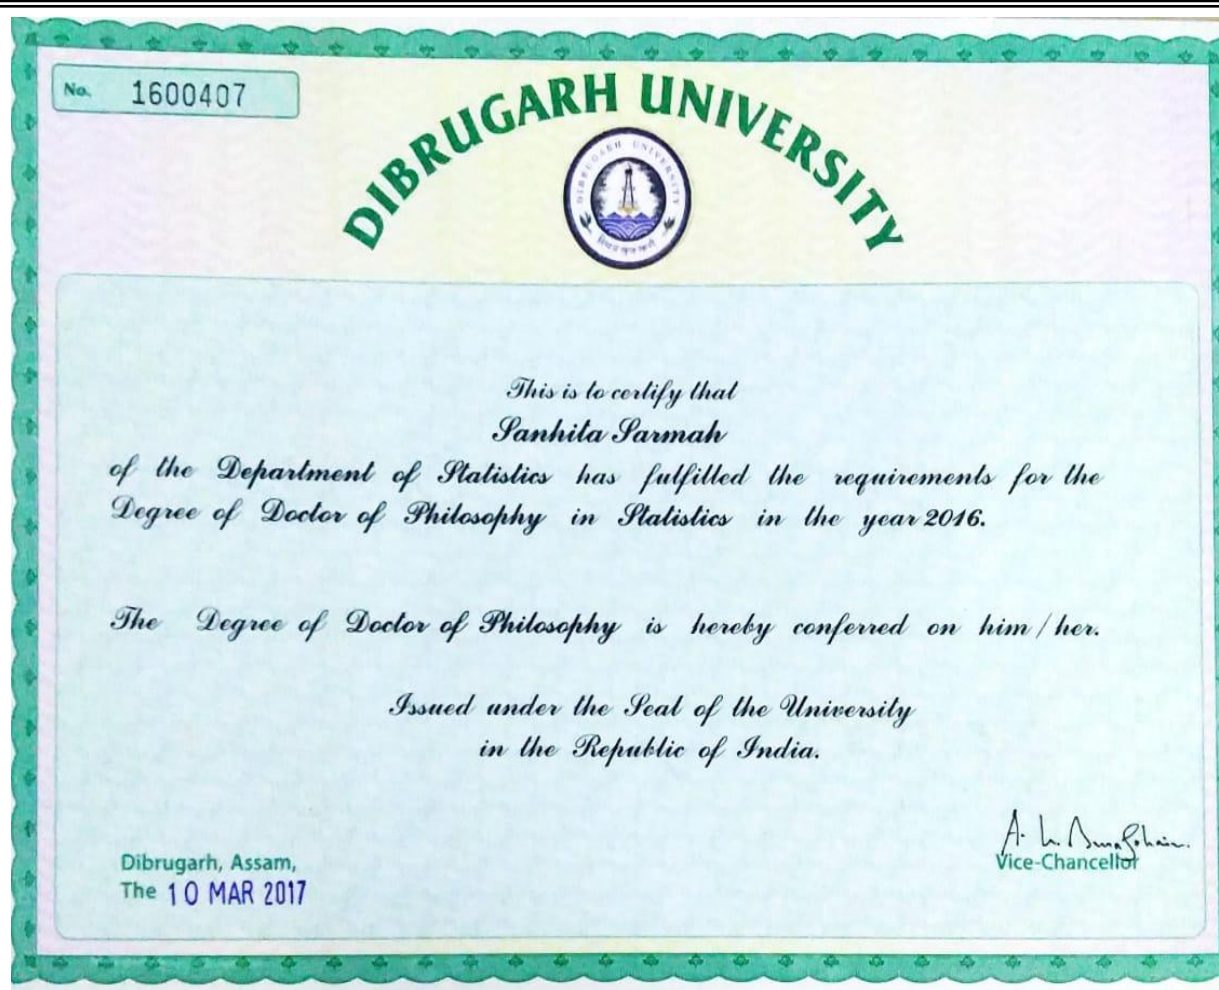 No. 1600407
DIBRUGARH UNIVERSITY
DIBRUGARH UNIVERSITY
This is to certify that
Sanhita Sarmah
of the Department of Statistics has fulfilled the requirements for the
Degree of Doctor of Philosophy in Statistics in the year 2016.
The Degree of Doctor of Philosophy is hereby conferred on him / her.
Issued under the Seal of the University
in the Republic of India.
Dibrugarh, Assam,
The 10 MAR 2017
Vice-Chancellor